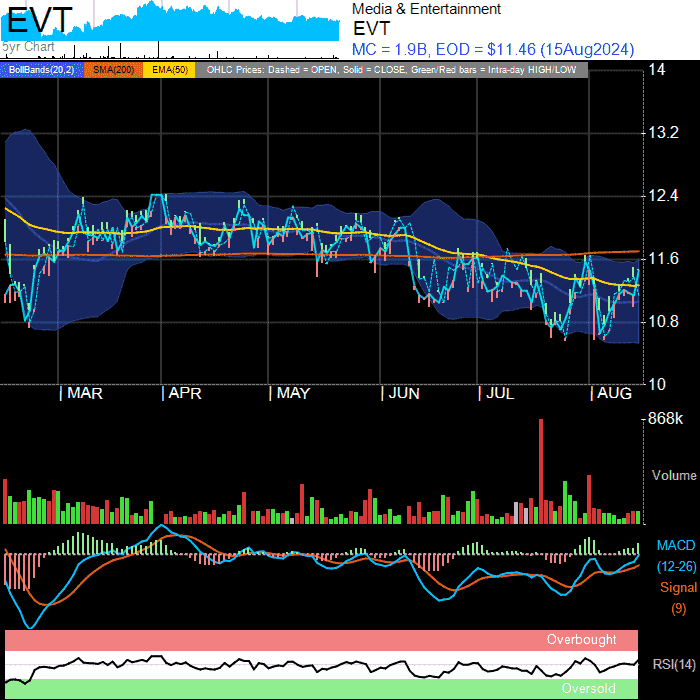 EVT
5yr Chart
Media & Entertainment
EVT
MC = 1.9B, EOD = $11.46 (15Aug2024)
BollBands(20,2) SMA(200) EMA(50) OHLC Prices: Dashed = OPEN, Solid = CLOSE, Green/Red bars = Intra-day HIGH/LOW
14
13.2
12.4
11.6
10.8
10
MAR APR MAY JUN JUL AUG
868k
Volume
MACD
(12-26)
Signal
(9)
Overbought
RSI(14)
Oversold